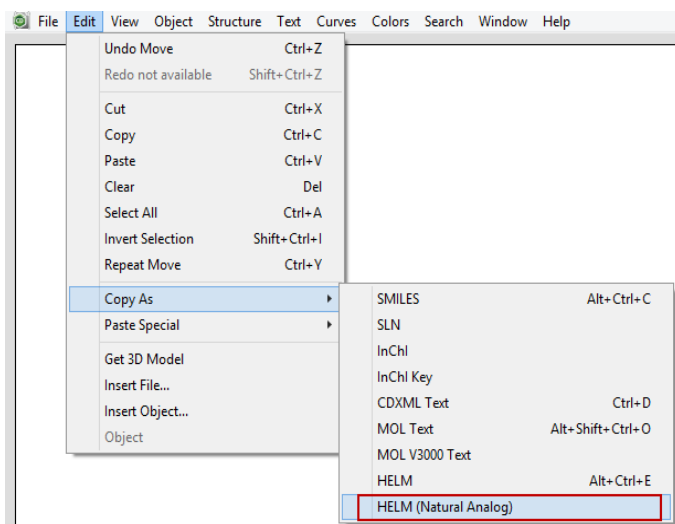 File Edit View Object Structure Text Curves Colors Search Window Help
Undo Move Ctrl+Z
Redo not available Shift+Ctrl+Z
Cut Ctrl+X
Copy Ctrl+C
Paste Ctrl+V
Clear Del
Select All Ctrl+A
Invert Selection Shift+Ctrl+I
Repeat Move Ctrl+Y
Copy As
Paste Special
Get 3D Model
Insert File...
Insert Object...
Object
SMILES Alt+Ctrl+C
SLN
InChI
InChI Key
CDXML Text Ctrl+D
MOL Text Alt+Shift+Ctrl+O
MOL V3000 Text
HELM Alt+Ctrl+E
HELM (Natural Analog)